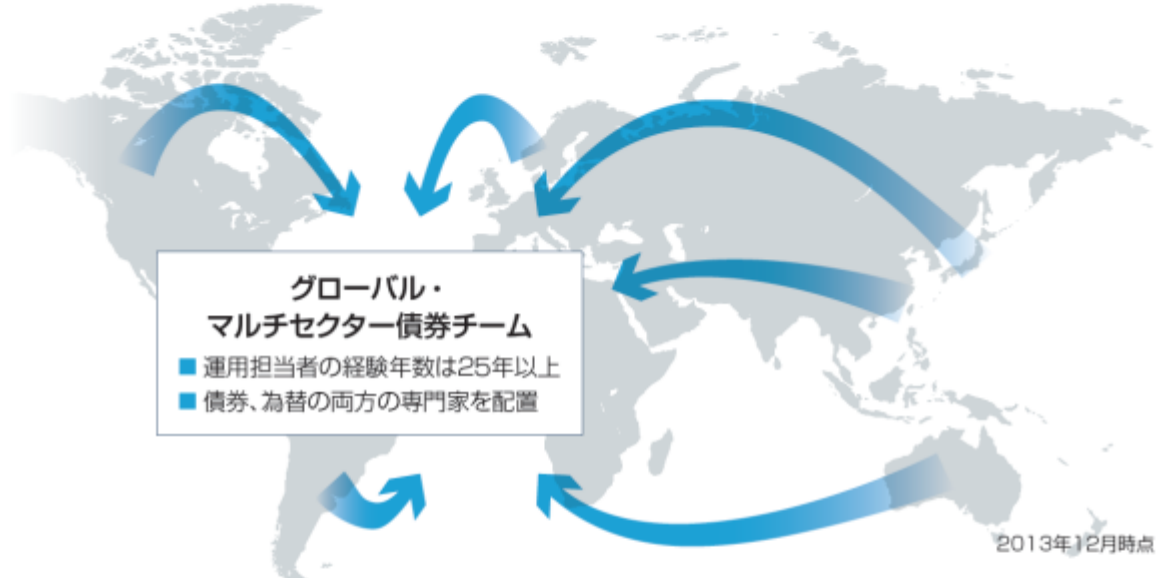 グローバル・
マルチセクター債券チーム
■ 運用担当者の経験年数は25年以上
■ 債券、為替の両方の専門家を配置
2013年12月時点